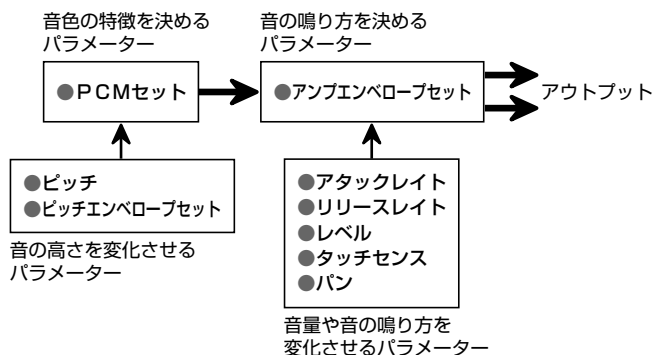 音色の特徴を決める
パラメーター
●PCMセット
音の鳴り方を決める
パラメーター
●アンプエンベロープセット
アウトプット
●ピッチ
●ピッチエンベロープセット
音の高さを変化させる
パラメーター
●アタックレイト
●リリースレイト
●レベル
●タッチセンス
●パン
音量や音の鳴り方を
変化させるパラメーター